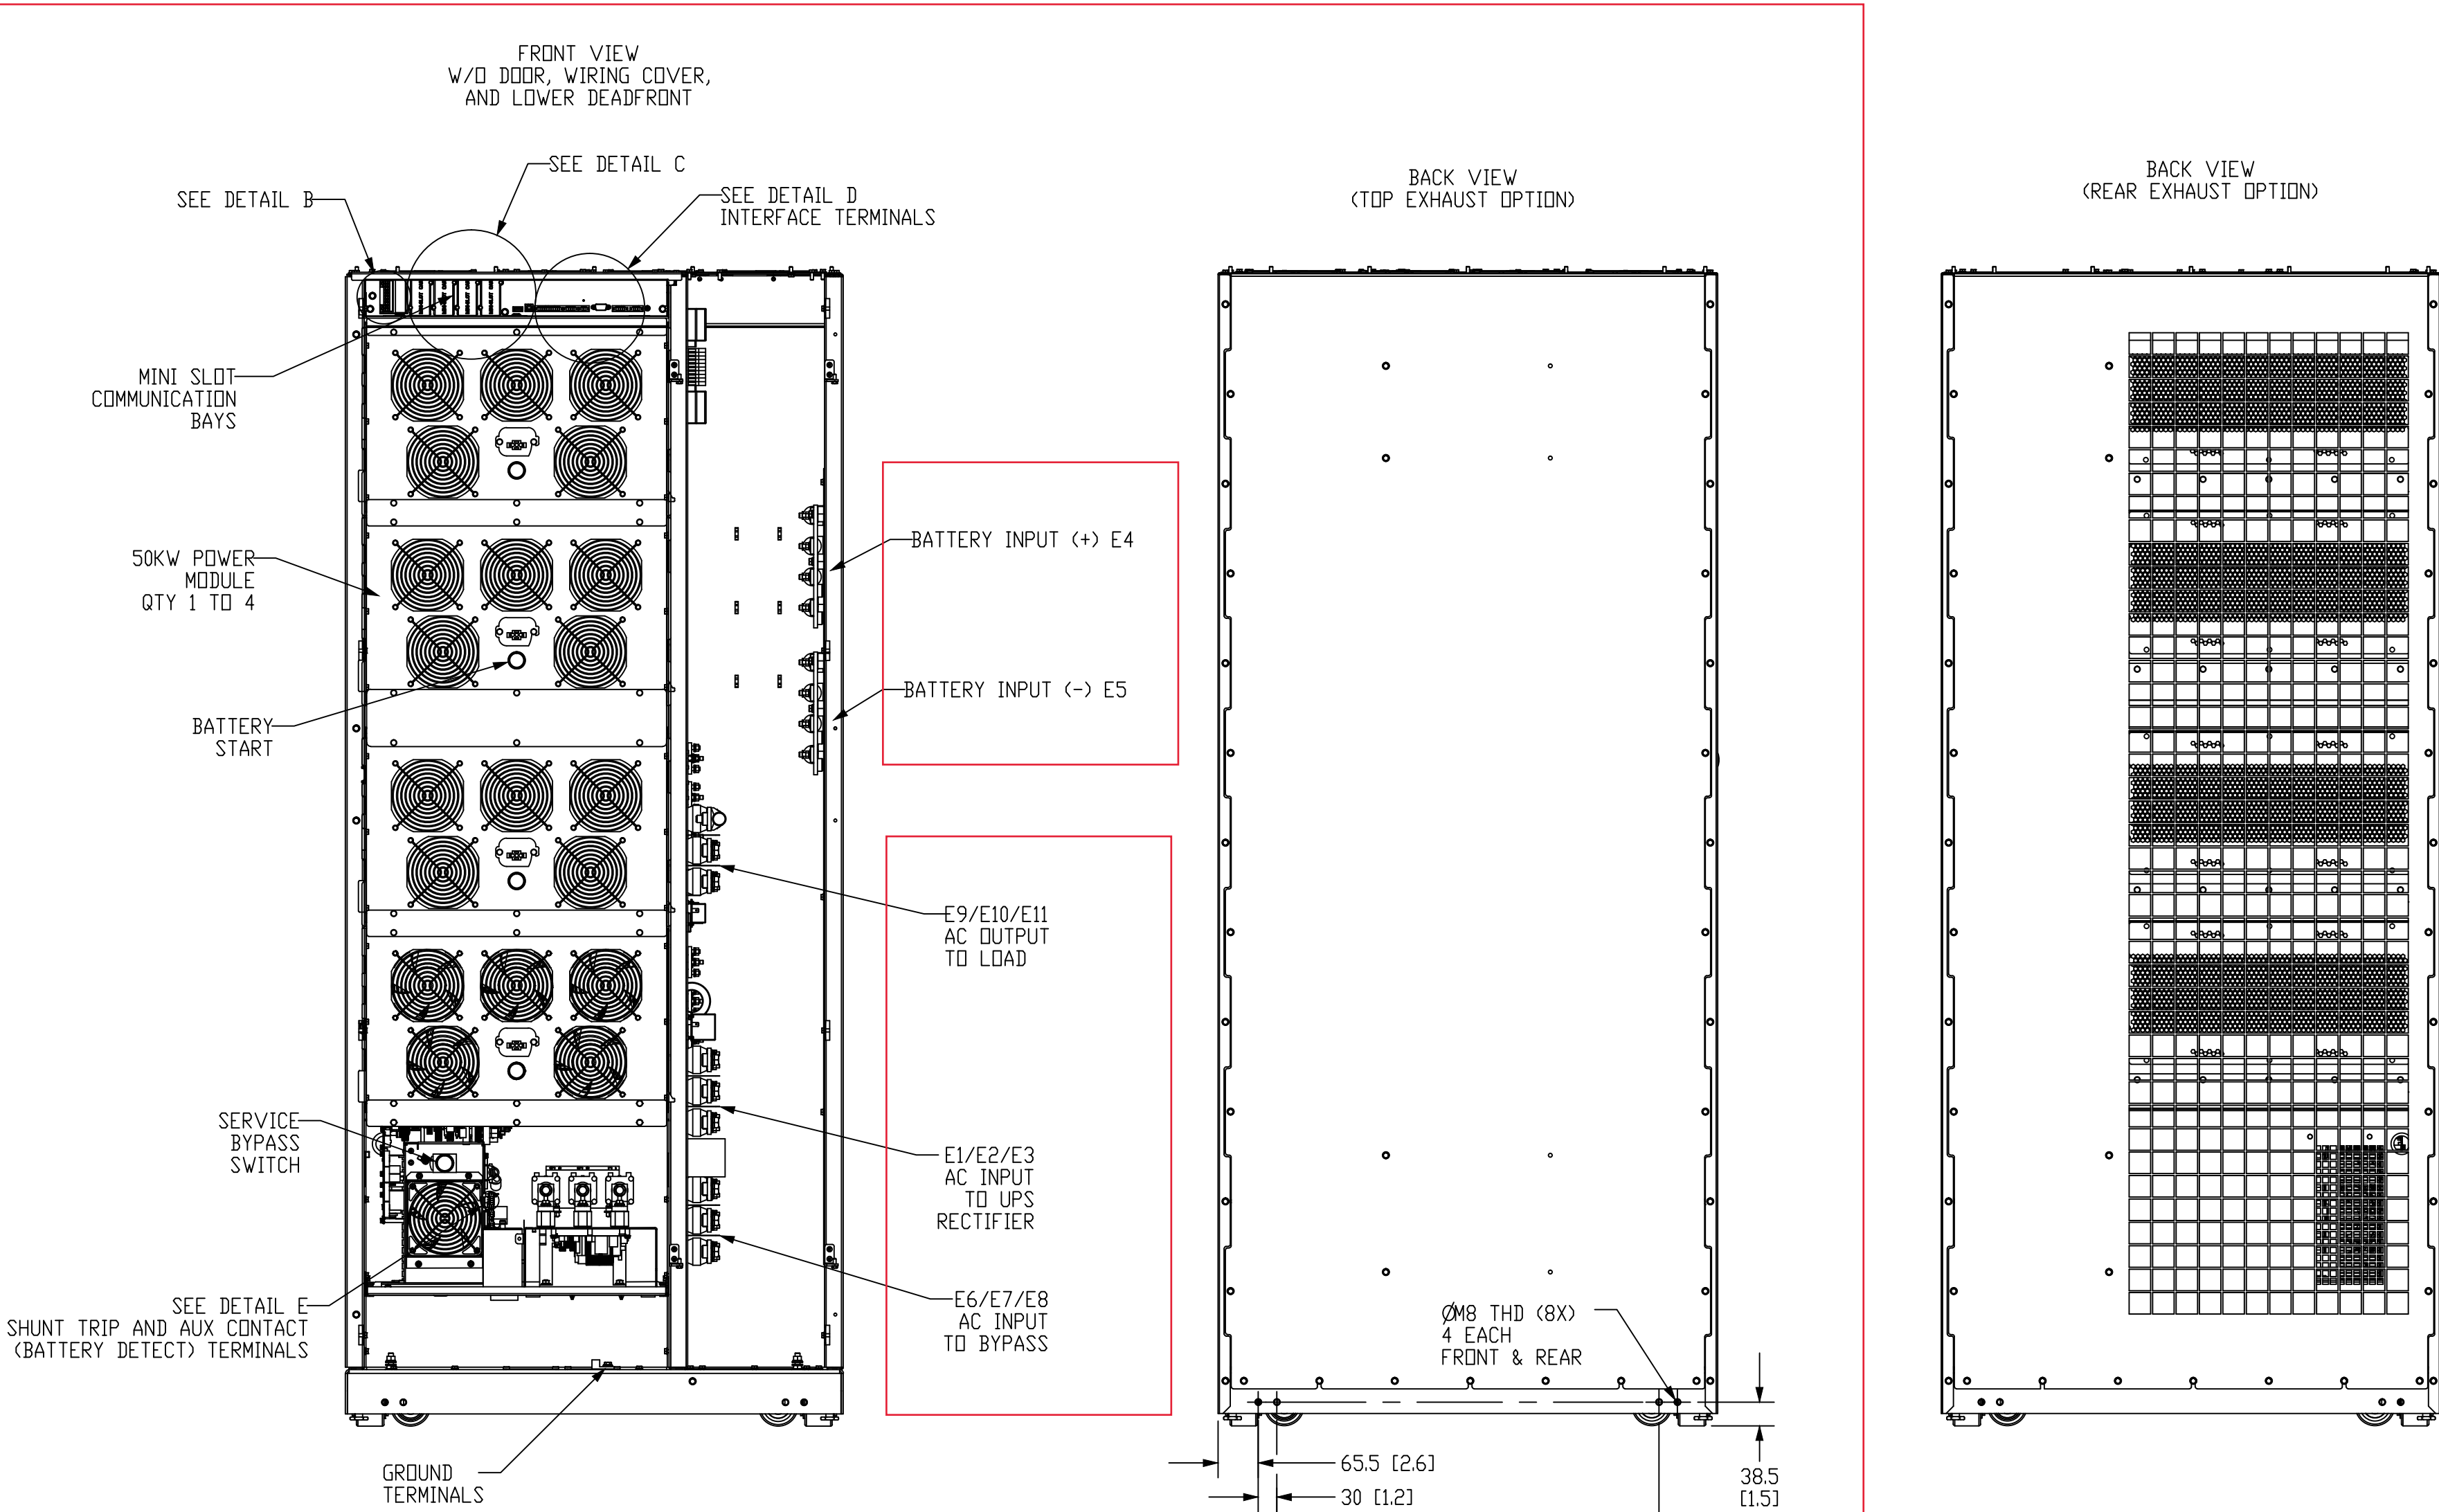 FRONT VIEW
W/O DOOR, WIRING COVER,
AND LOWER DEADFRONT
SEE DETAIL C
SEE DETAIL B
SEE DETAIL D
INTERFACE TERMINALS
MINI SLOT
COMMUNICATION
BAYS
50KW POWER
MODULE
QTY 1 TO 4
BATTERY
START
SERVICE
BYPASS
SWITCH
SEE DETAIL E
SHUNT TRIP AND AUX CONTACT
(BATTERY DETECT) TERMINALS
GROUND
TERMINALS
BATTERY INPUT (+) E4
BATTERY INPUT (-) E5
E9/E10/E11
AC OUTPUT
TO LOAD
E1/E2/E3
AC INPUT
TO UPS
RECTIFIER
E6/E7/E8
AC INPUT
TO BYPASS
BACK VIEW
(TOP EXHAUST OPTION)
ØM8 THD (8X)
4 EACH
FRONT & REAR
65.5 [2.6]
30 [1.2]
38.5
[1.5]
BACK VIEW
(REAR EXHAUST OPTION)